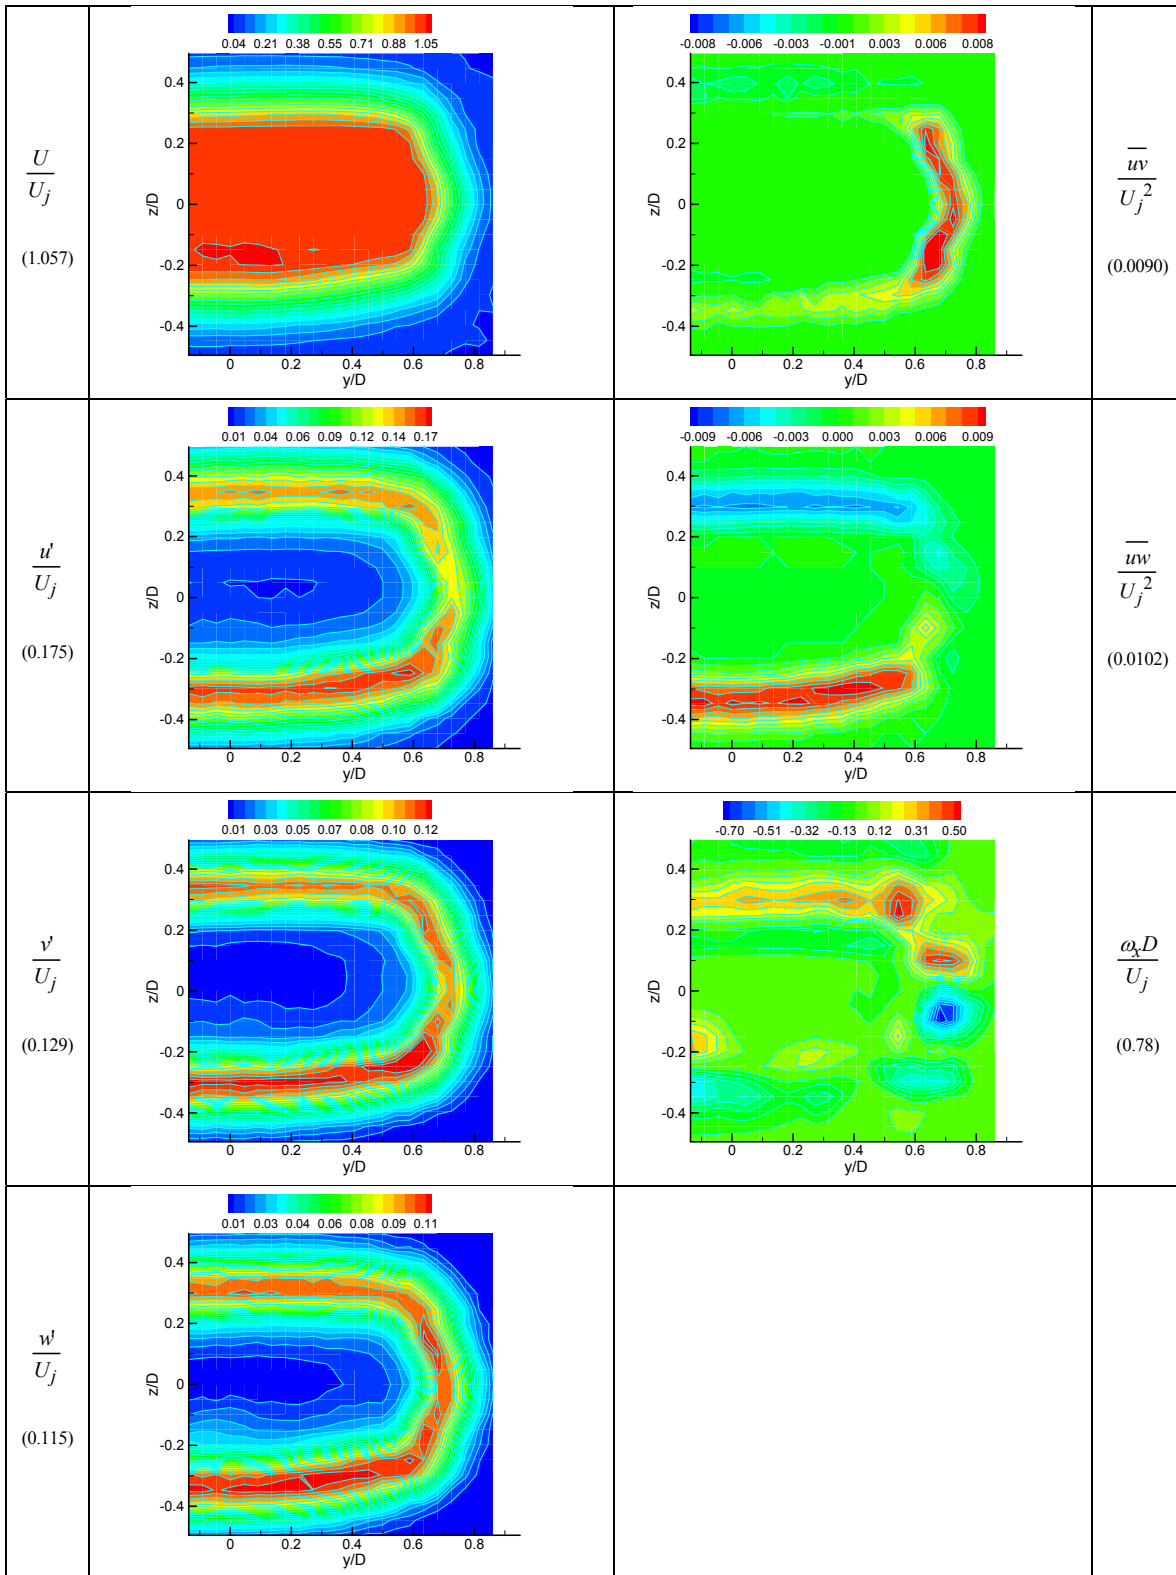 U
U_j
(1.057)
0.04 0.21 0.38 0.55 0.71 0.88 1.05
z/D
0.4
0.2
0
-0.2
-0.4
0 0.2 0.4 0.6 0.8
y/D
-0.008 -0.006 -0.003 -0.001 0.003 0.006 0.008
z/D
0.4
0.2
0
-0.2
-0.4
0 0.2 0.4 0.6 0.8
y/D
uv
U_j²
(0.0090)
u'
U_j
(0.175)
0.01 0.04 0.06 0.09 0.12 0.14 0.17
z/D
0.4
0.2
0
-0.2
-0.4
0 0.2 0.4 0.6 0.8
y/D
-0.009 -0.006 -0.003 0.000 0.003 0.006 0.009
z/D
0.4
0.2
0
-0.2
-0.4
0 0.2 0.4 0.6 0.8
y/D
uw
U_j²
(0.0102)
v'
U_j
(0.129)
0.01 0.03 0.05 0.07 0.08 0.10 0.12
z/D
0.4
0.2
0
-0.2
-0.4
0 0.2 0.4 0.6 0.8
y/D
-0.70 -0.51 -0.32 -0.13 0.12 0.31 0.50
z/D
0.4
0.2
0
-0.2
-0.4
0 0.2 0.4 0.6 0.8
y/D
ω_xD
U_j
(0.78)
w'
U_j
(0.115)
0.01 0.03 0.04 0.06 0.08 0.09 0.11
z/D
0.4
0.2
0
-0.2
-0.4
0 0.2 0.4 0.6 0.8
y/D